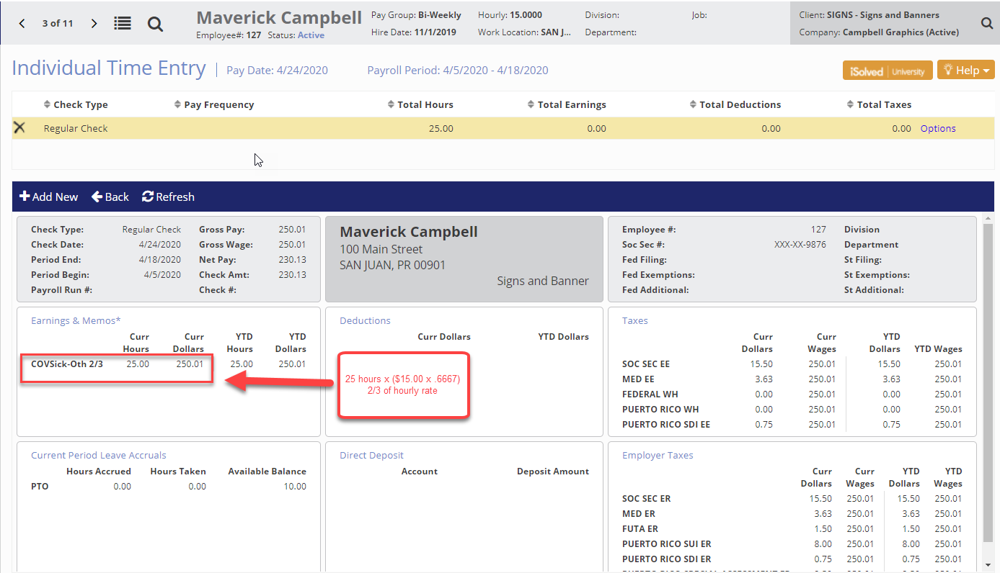 3 of 11
Maverick Campbell
Employee#: 127 Status: Active
Pay Group: Bi-Weekly
Hire Date: 11/1/2019
Hourly: 15.0000
Work Location: SAN J...
Division:
Department:
Job:
Client: SIGNS - Signs and Banners
Company: Campbell Graphics (Active)
Individual Time Entry | Pay Date: 4/24/2020 Payroll Period: 4/5/2020 - 4/18/2020
iSolved University
Help
Check Type Pay Frequency Total Hours Total Earnings Total Deductions Total Taxes
Regular Check 25.00 0.00 0.00 0.00 Options
Add New Back Refresh
Check Type: Regular Check Gross Pay: 250.01
Check Date: 4/24/2020 Gross Wage: 250.01
Period End: 4/18/2020 Net Pay: 230.13
Period Begin: 4/5/2020 Check Amt: 230.13
Payroll Run #: Check #:
Maverick Campbell
100 Main Street
SAN JUAN, PR 00901
Signs and Banner
Employee #: 127 Division
Soc Sec #: XXX-XX-9876 Department
Fed Filing: St Filing:
Fed Exemptions: St Exemptions:
Fed Additional: St Additional:
Earnings & Memos*
Curr Curr YTD YTD
Hours Dollars Hours Dollars
COVSick-Oth 2/3 25.00 250.01 25.00 250.01
Deductions
Curr Dollars YTD Dollars
25 hours x ($15.00 x .6667)
2/3 of hourly rate
Taxes
Curr Curr YTD
Dollars Wages Dollars YTD Wages
SOC SEC EE 15.50 250.01 15.50 250.01
MED EE 3.63 250.01 3.63 250.01
FEDERAL WH 0.00 250.01 0.00 250.01
PUERTO RICO WH 0.00 250.01 0.00 250.01
PUERTO RICO SDI EE 0.75 250.01 0.75 250.01
Current Period Leave Accruals
Hours Accrued Hours Taken Available Balance
PTO 0.00 0.00 10.00
Direct Deposit
Account Deposit Amount
Employer Taxes
Curr Curr YTD YTD
Dollars Wages Dollars Wages
SOC SEC ER 15.50 250.01 15.50 250.01
MED ER 3.63 250.01 3.63 250.01
FUTA ER 1.50 250.01 1.50 250.01
PUERTO RICO SUI ER 8.00 250.01 8.00 250.01
PUERTO RICO SDI ER 0.75 250.01 0.75 250.01